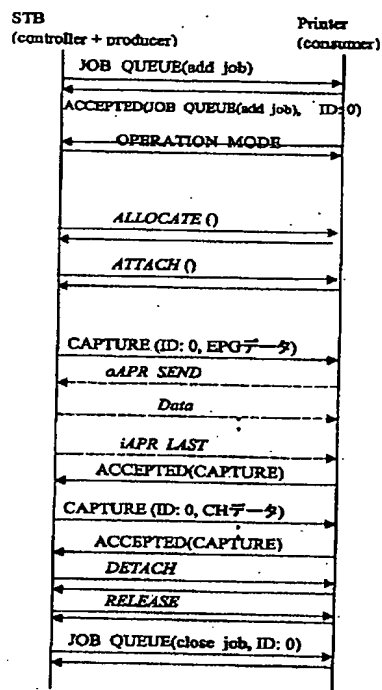 STB
(controller + producer)
Printer
(consumer)
JOB QUEUE(add job)
ACCEPTED(JOB QUEUE(add job), ID: 0)
OPERATION MODE
ALLOCATE ()
ATTACH ()
CAPTURE (ID: 0, EPGデータ)
oAPR SEND
Data
iAPR LAST
ACCEPTED(CAPTURE)
CAPTURE (ID: 0, CHデータ)
ACCEPTED(CAPTURE)
DETACH
RELEASE
JOB QUEUE(close job, ID: 0)